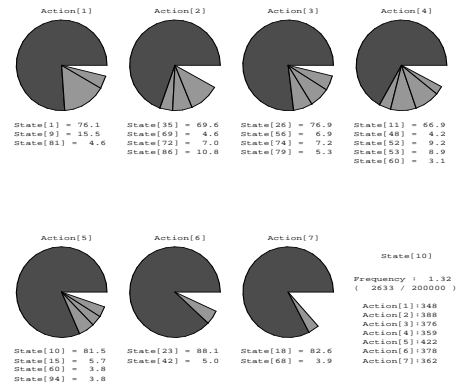 Action[1]
State[1] = 76.1
State[9] = 15.5
State[81] = 4.6
Action[2]
State[35] = 69.6
State[69] = 4.6
State[72] = 7.0
State[86] = 10.8
Action[3]
State[26] = 76.9
State[56] = 6.9
State[74] = 7.2
State[79] = 5.3
Action[4]
State[11] = 66.9
State[48] = 4.2
State[52] = 9.2
State[53] = 8.9
State[60] = 3.1
Action[5]
State[10] = 81.5
State[15] = 5.7
State[60] = 3.8
State[94] = 3.8
Action[6]
State[23] = 88.1
State[42] = 5.0
Action[7]
State[18] = 82.6
State[68] = 3.9
State[10]
Frequency : 1.32
( 2633 / 200000 )
Action[1]:348
Action[2]:388
Action[3]:376
Action[4]:359
Action[5]:422
Action[6]:378
Action[7]:362